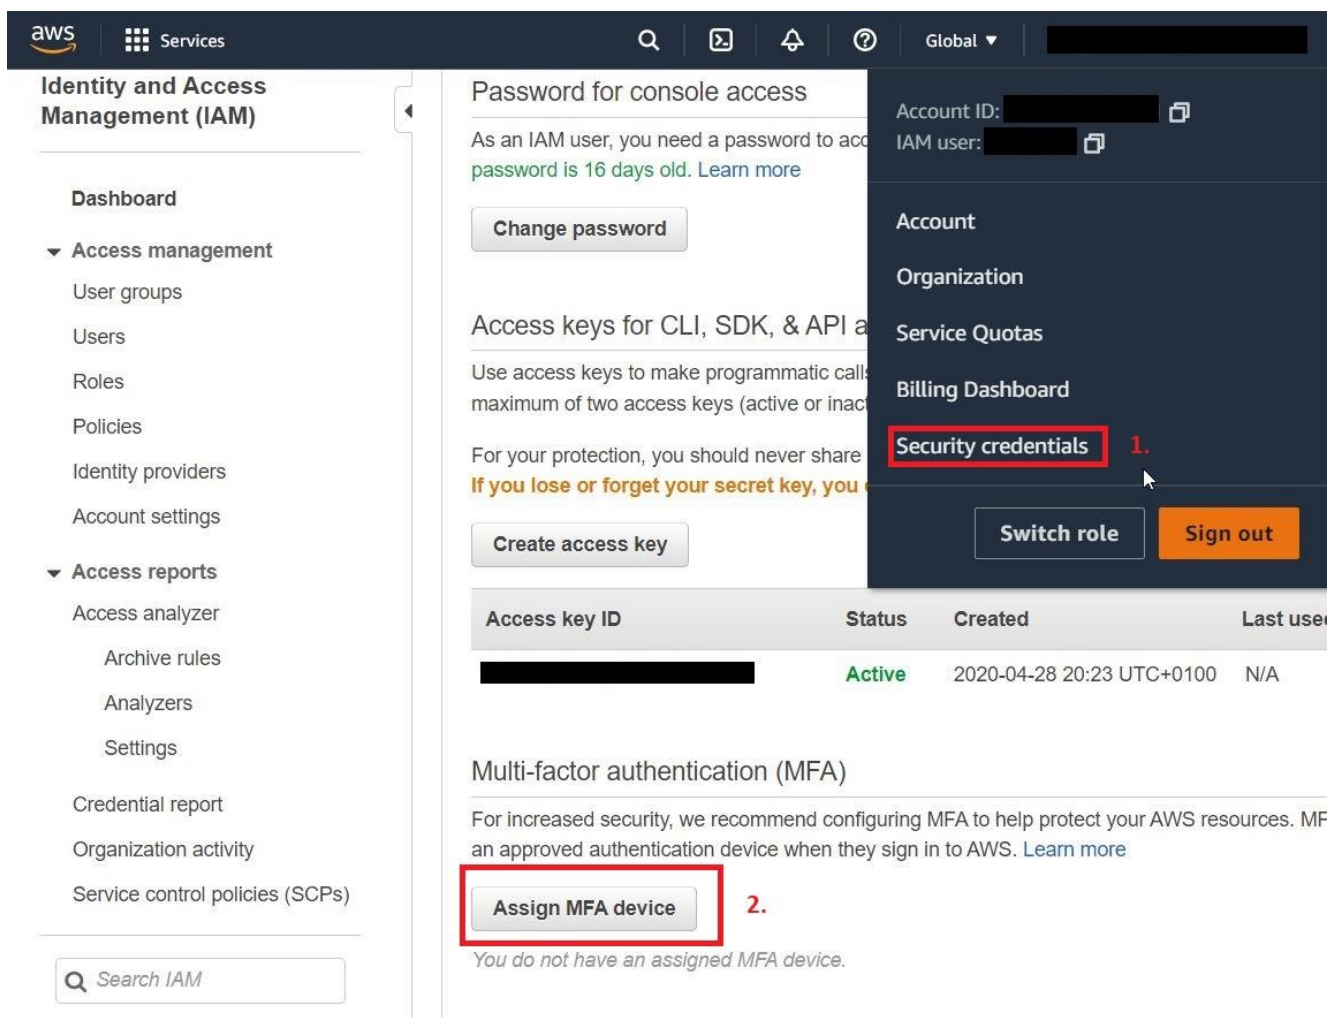 aws
Services
Global ▼
Identity and Access
Management (IAM)
Dashboard
Access management
User groups
Users
Roles
Policies
Identity providers
Account settings
Access reports
Access analyzer
Archive rules
Analyzers
Settings
Credential report
Organization activity
Service control policies (SCPs)
Search IAM
Password for console access
As an IAM user, you need a password to acc
password is 16 days old. Learn more
Change password
Access keys for CLI, SDK, & API a
Use access keys to make programmatic calls
maximum of two access keys (active or inact
For your protection, you should never share
If you lose or forget your secret key, you
Create access key
Access key ID Status Created Last used
Active 2020-04-28 20:23 UTC+0100 N/A
Multi-factor authentication (MFA)
For increased security, we recommend configuring MFA to help protect your AWS resources. MF
an approved authentication device when they sign in to AWS. Learn more
Assign MFA device 2.
You do not have an assigned MFA device.
Account ID:
IAM user:
Account
Organization
Service Quotas
Billing Dashboard
Security credentials 1.
Switch role
Sign out